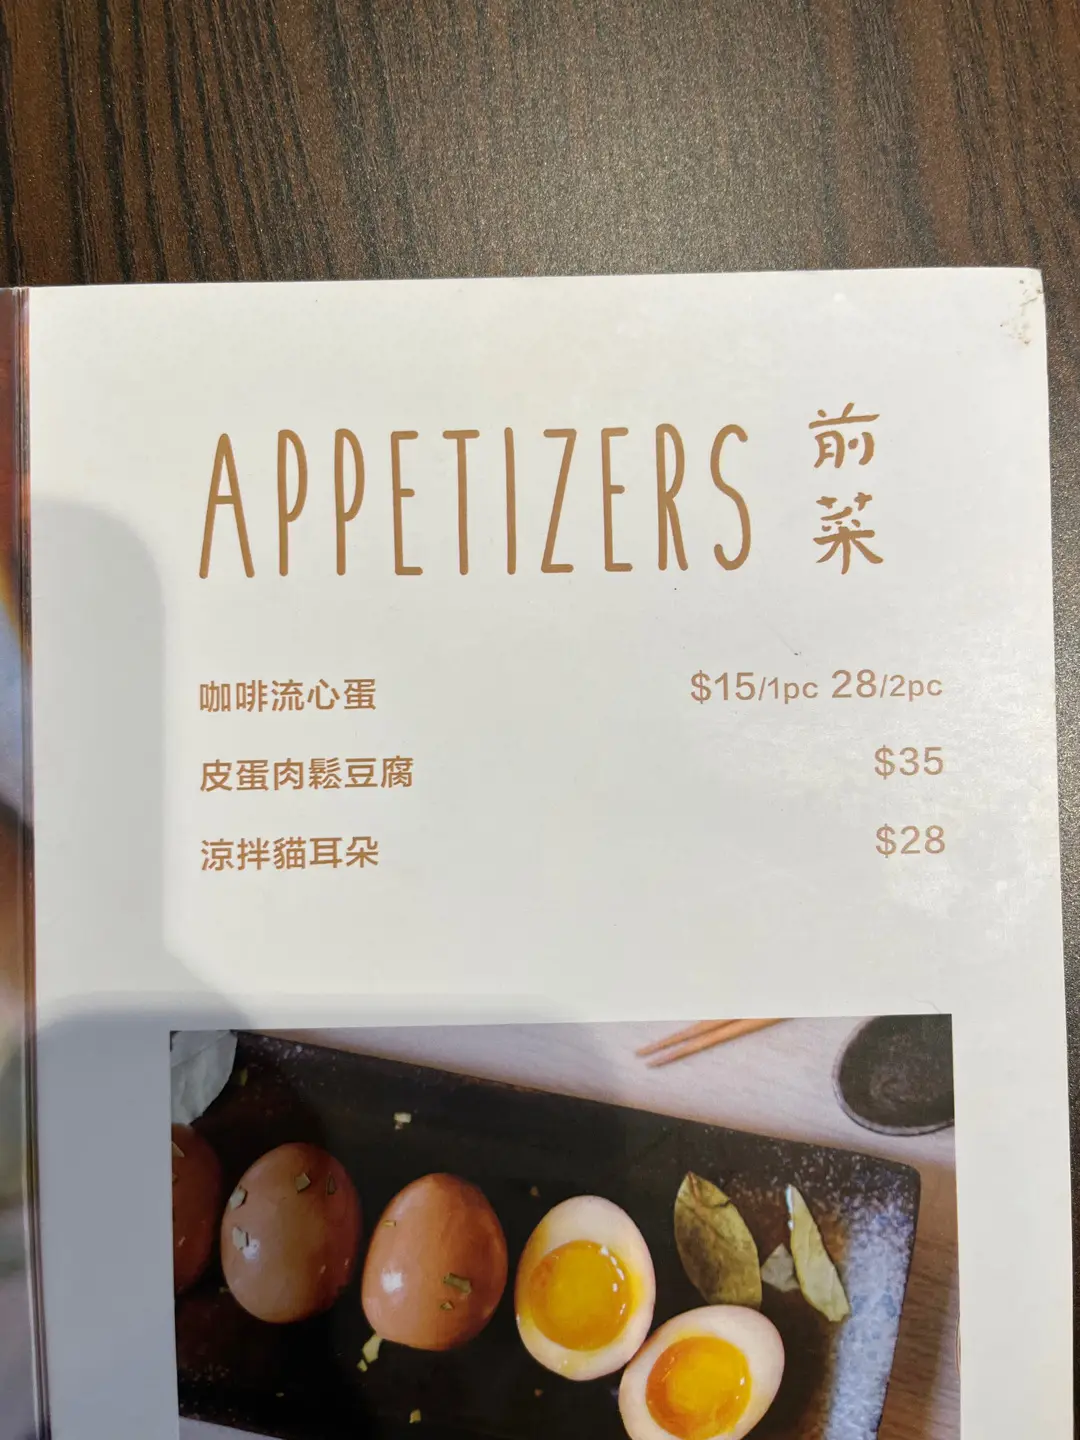 APPETIZERS 前菜
咖啡流心蛋 $15/1pc 28/2pc
皮蛋肉鬆豆腐 $35
涼拌貓耳朵 $28